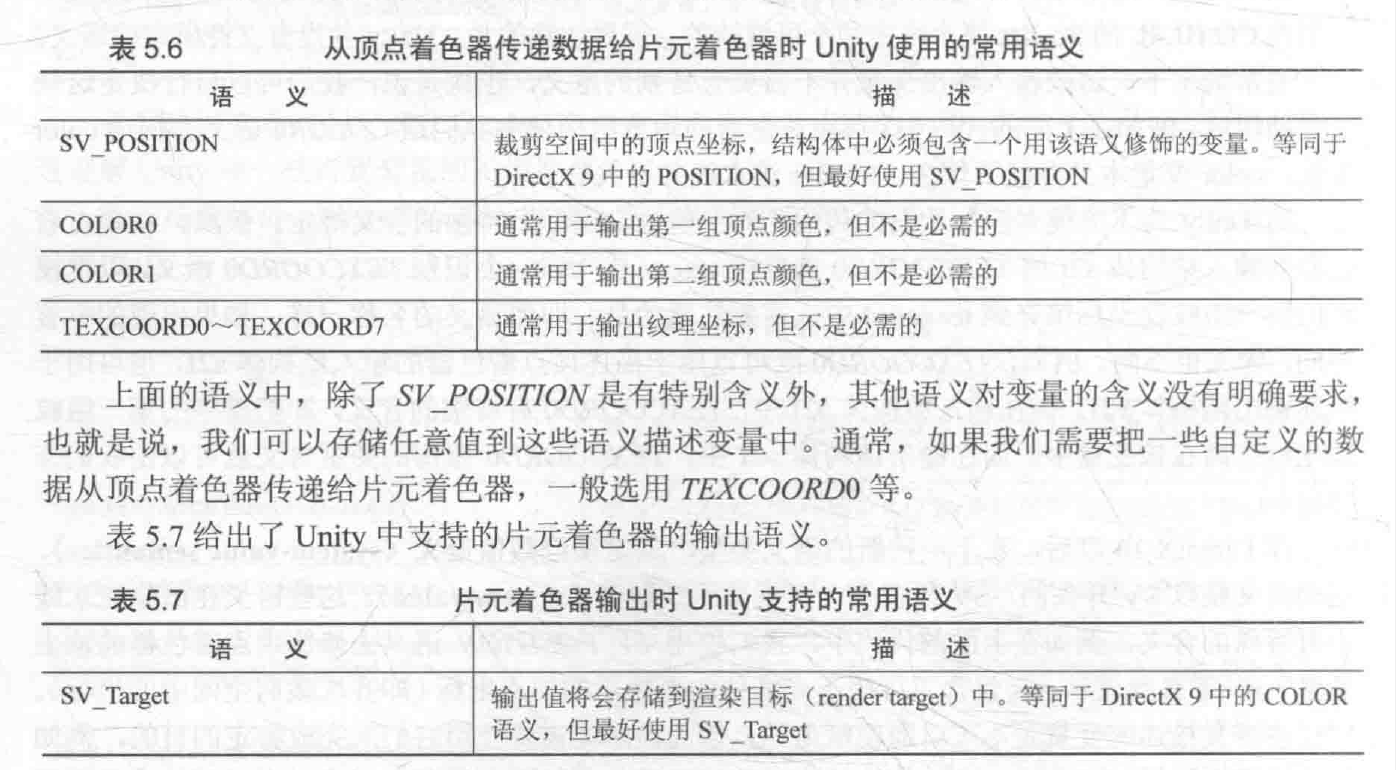 表 5.6 从顶点着色器传递数据给片元着色器时 Unity 使用的常用语义
语 义 描 述
SV_POSITION 裁剪空间中的顶点坐标，结构体中必须包含一个用该语义修饰的变量。等同于
DirectX 9 中的 POSITION，但最好使用 SV_POSITION
COLOR0 通常用于输出第一组顶点颜色，但不是必需的
COLOR1 通常用于输出第二组顶点颜色，但不是必需的
TEXCOORD0～TEXCOORD7 通常用于输出纹理坐标，但不是必需的
上面的语义中，除了 SV_POSITION 是有特别含义外，其他语义对变量的含义没有明确要求，
也就是说，我们可以存储任意值到这些语义描述变量中。通常，如果我们需要把一些自定义的数
据从顶点着色器传递给片元着色器，一般选用 TEXCOORD0 等。
表 5.7 给出了 Unity 中支持的片元着色器的输出语义。
表 5.7 片元着色器输出时 Unity 支持的常用语义
语 义 描 述
SV_Target 输出值将会存储到渲染目标（render target）中。等同于 DirectX 9 中的 COLOR
语义，但最好使用 SV_Target